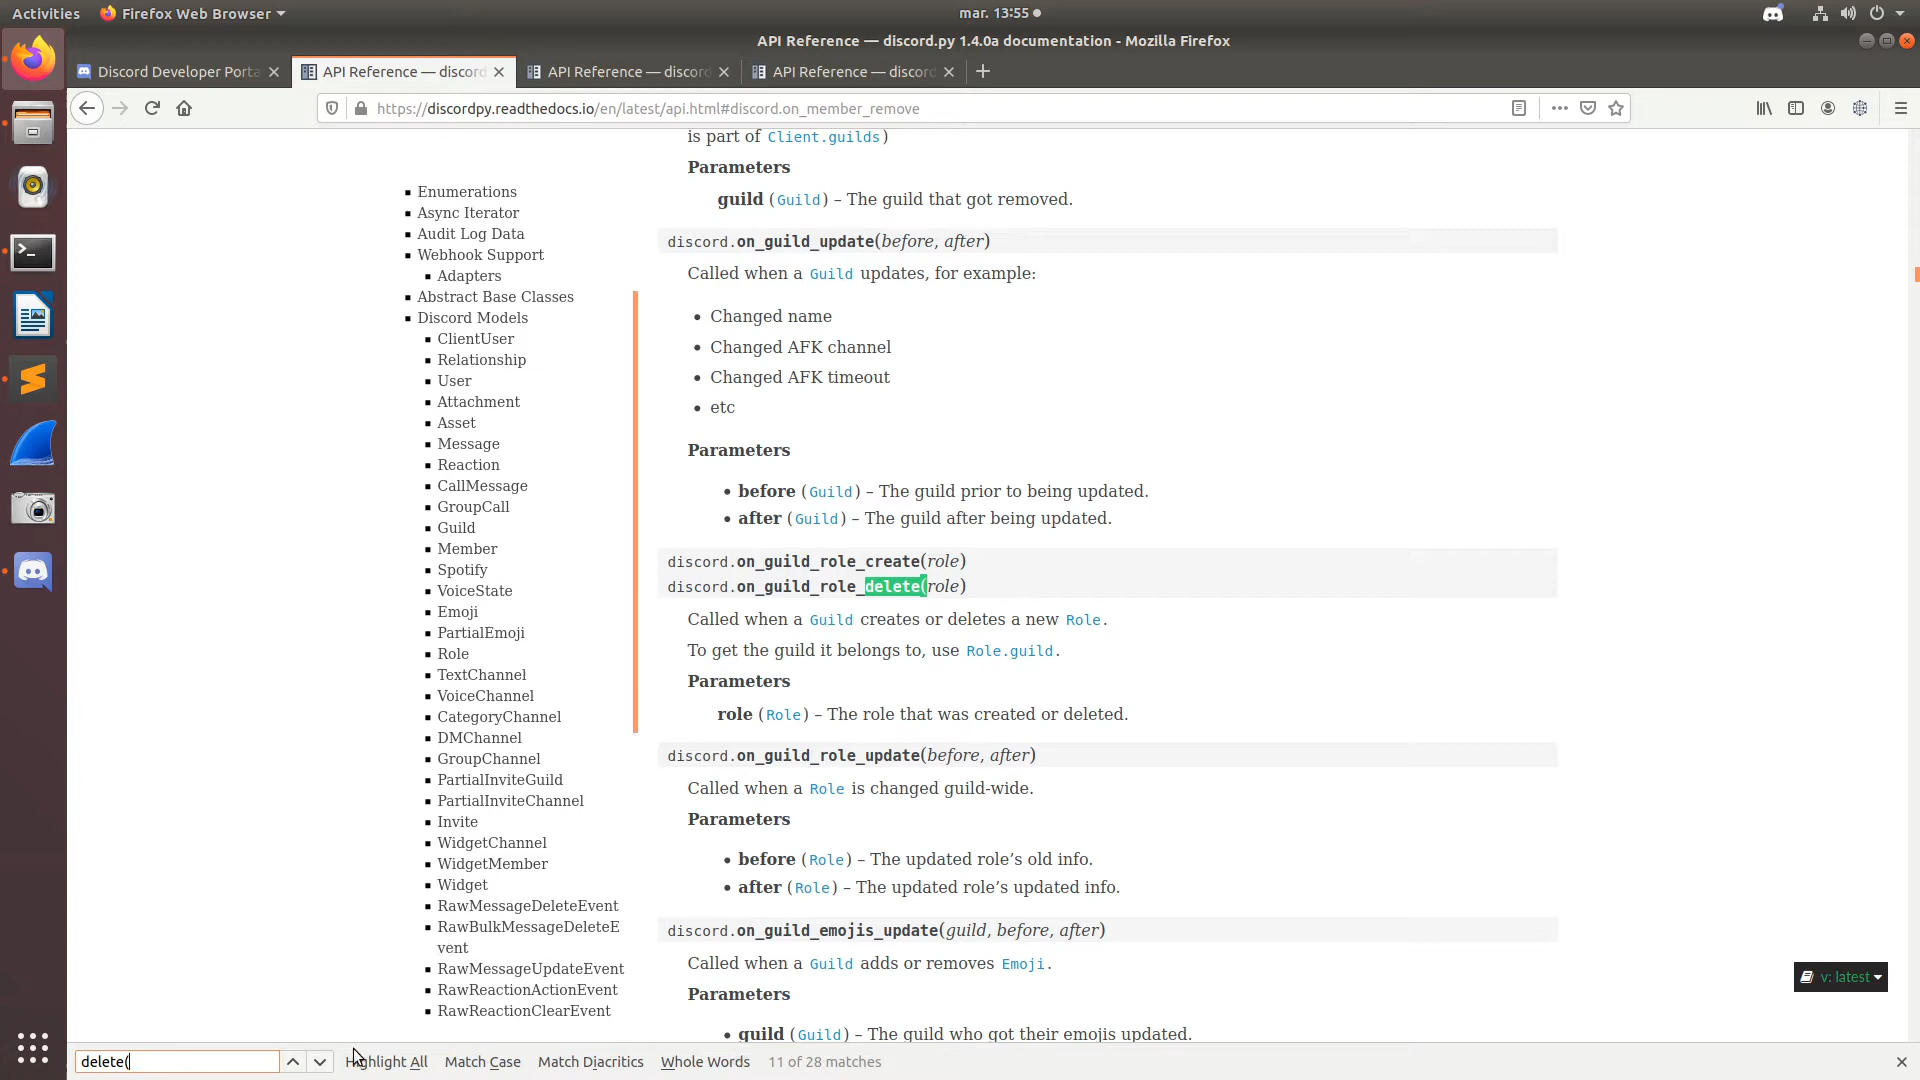 Activities Firefox Web Browser mar. 13:55
API Reference — discord.py 1.4.0a documentation - Mozilla Firefox
Discord Developer Porta API Reference — discord API Reference — discord API Reference — discord
https://discordpy.readthedocs.io/en/latest/api.html#discord.on_member_remove
Enumerations
Async Iterator
Audit Log Data
Webhook Support
Adapters
Abstract Base Classes
Discord Models
ClientUser
Relationship
User
Attachment
Asset
Message
Reaction
CallMessage
GroupCall
Guild
Member
Spotify
VoiceState
Emoji
PartialEmoji
Role
TextChannel
VoiceChannel
CategoryChannel
DMChannel
GroupChannel
PartialInviteGuild
PartialInviteChannel
Invite
WidgetChannel
WidgetMember
Widget
RawMessageDeleteEvent
RawBulkMessageDeleteE
vent
RawMessageUpdateEvent
RawReactionActionEvent
RawReactionClearEvent
is part of Client.guilds)
Parameters
guild (Guild) – The guild that got removed.
discord.on_guild_update(before, after)
Called when a Guild updates, for example:
Changed name
Changed AFK channel
Changed AFK timeout
etc
Parameters
before (Guild) – The guild prior to being updated.
after (Guild) – The guild after being updated.
discord.on_guild_role_create(role)
discord.on_guild_role_delete(role)
Called when a Guild creates or deletes a new Role.
To get the guild it belongs to, use Role.guild.
Parameters
role (Role) – The role that was created or deleted.
discord.on_guild_role_update(before, after)
Called when a Role is changed guild-wide.
Parameters
before (Role) – The updated role’s old info.
after (Role) – The updated role’s updated info.
discord.on_guild_emojis_update(guild, before, after)
Called when a Guild adds or removes Emoji.
Parameters
guild (Guild) – The guild who got their emojis updated.
v: latest
delete( Highlight All Match Case Match Diacritics Whole Words 11 of 28 matches